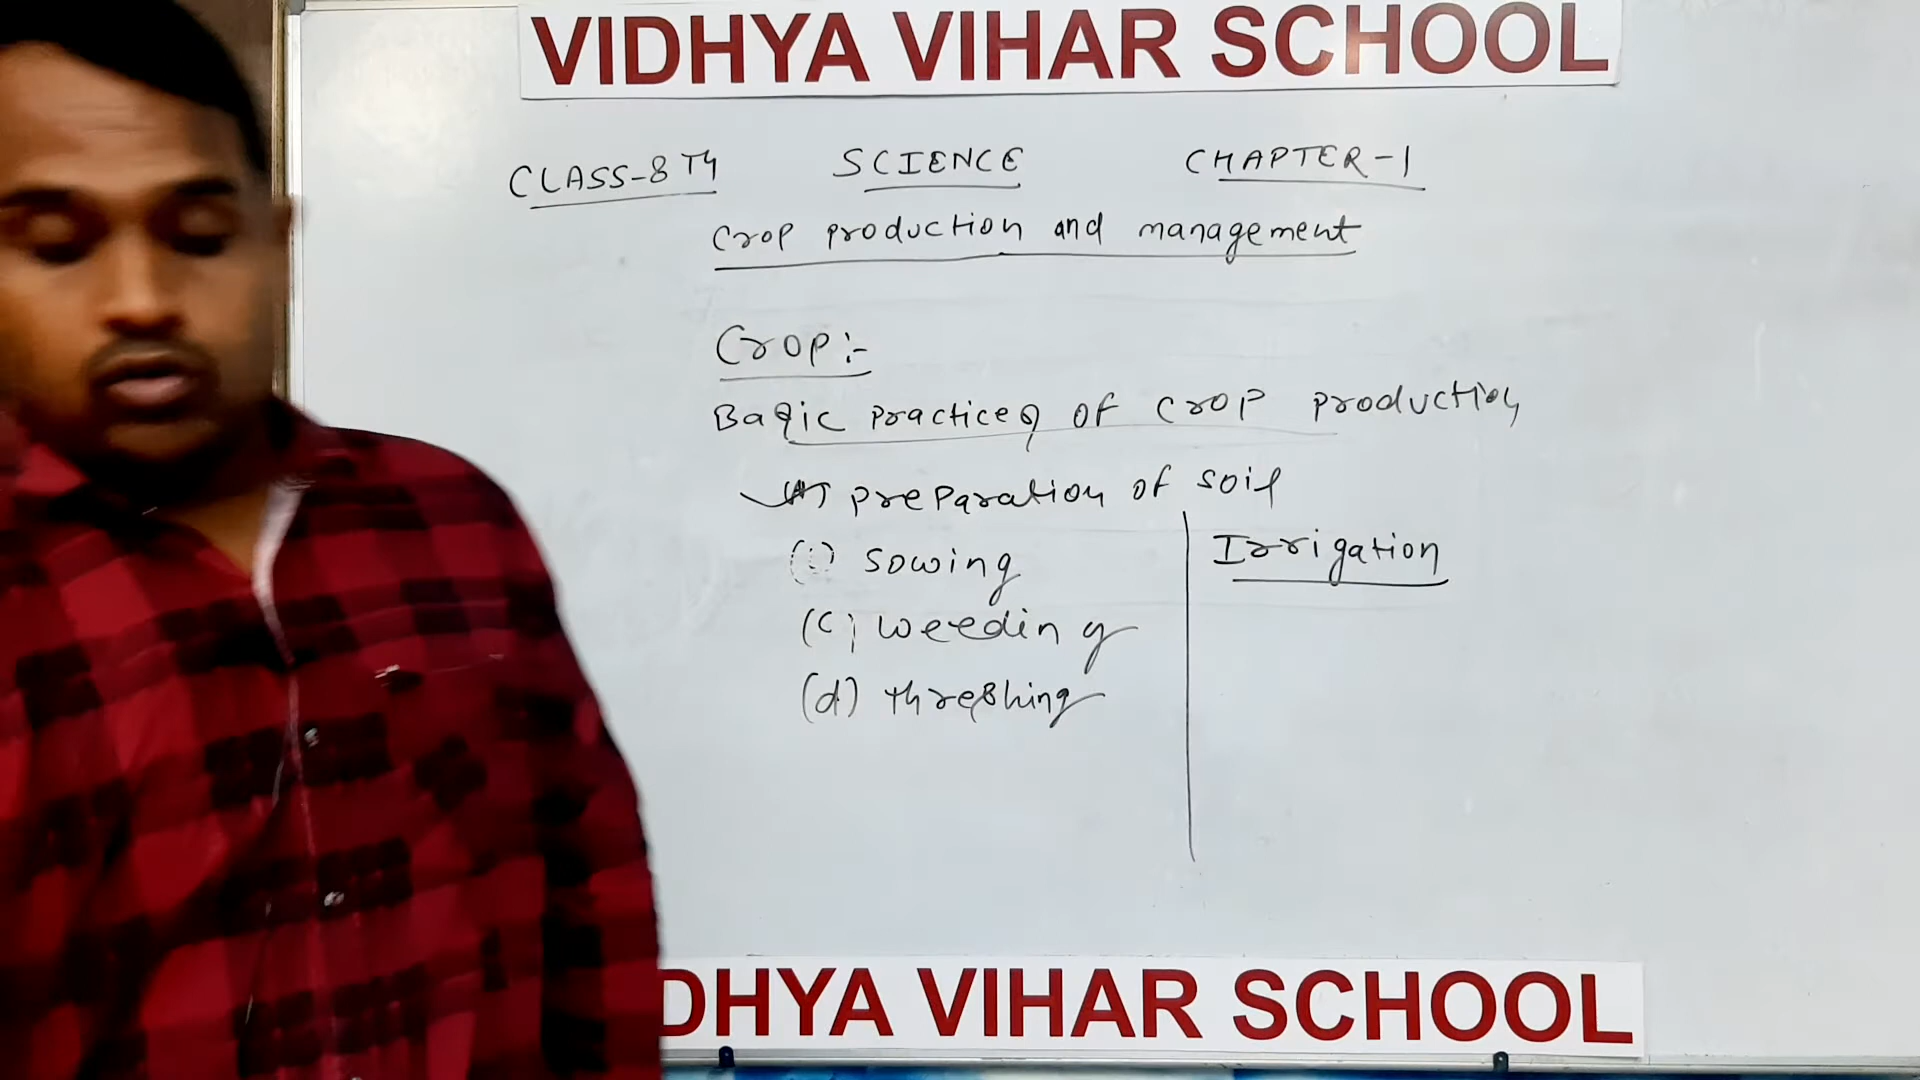 VIDHYA VIHAR SCHOOL
CLASS-8TH SCIENCE CHAPTER-1
Crop production and management
Crop:-
Basic practices of crop production
preparation of soil
sowing
(c) weeding
(d) threshing
Irrigation
DHYA VIHAR SCHOOL